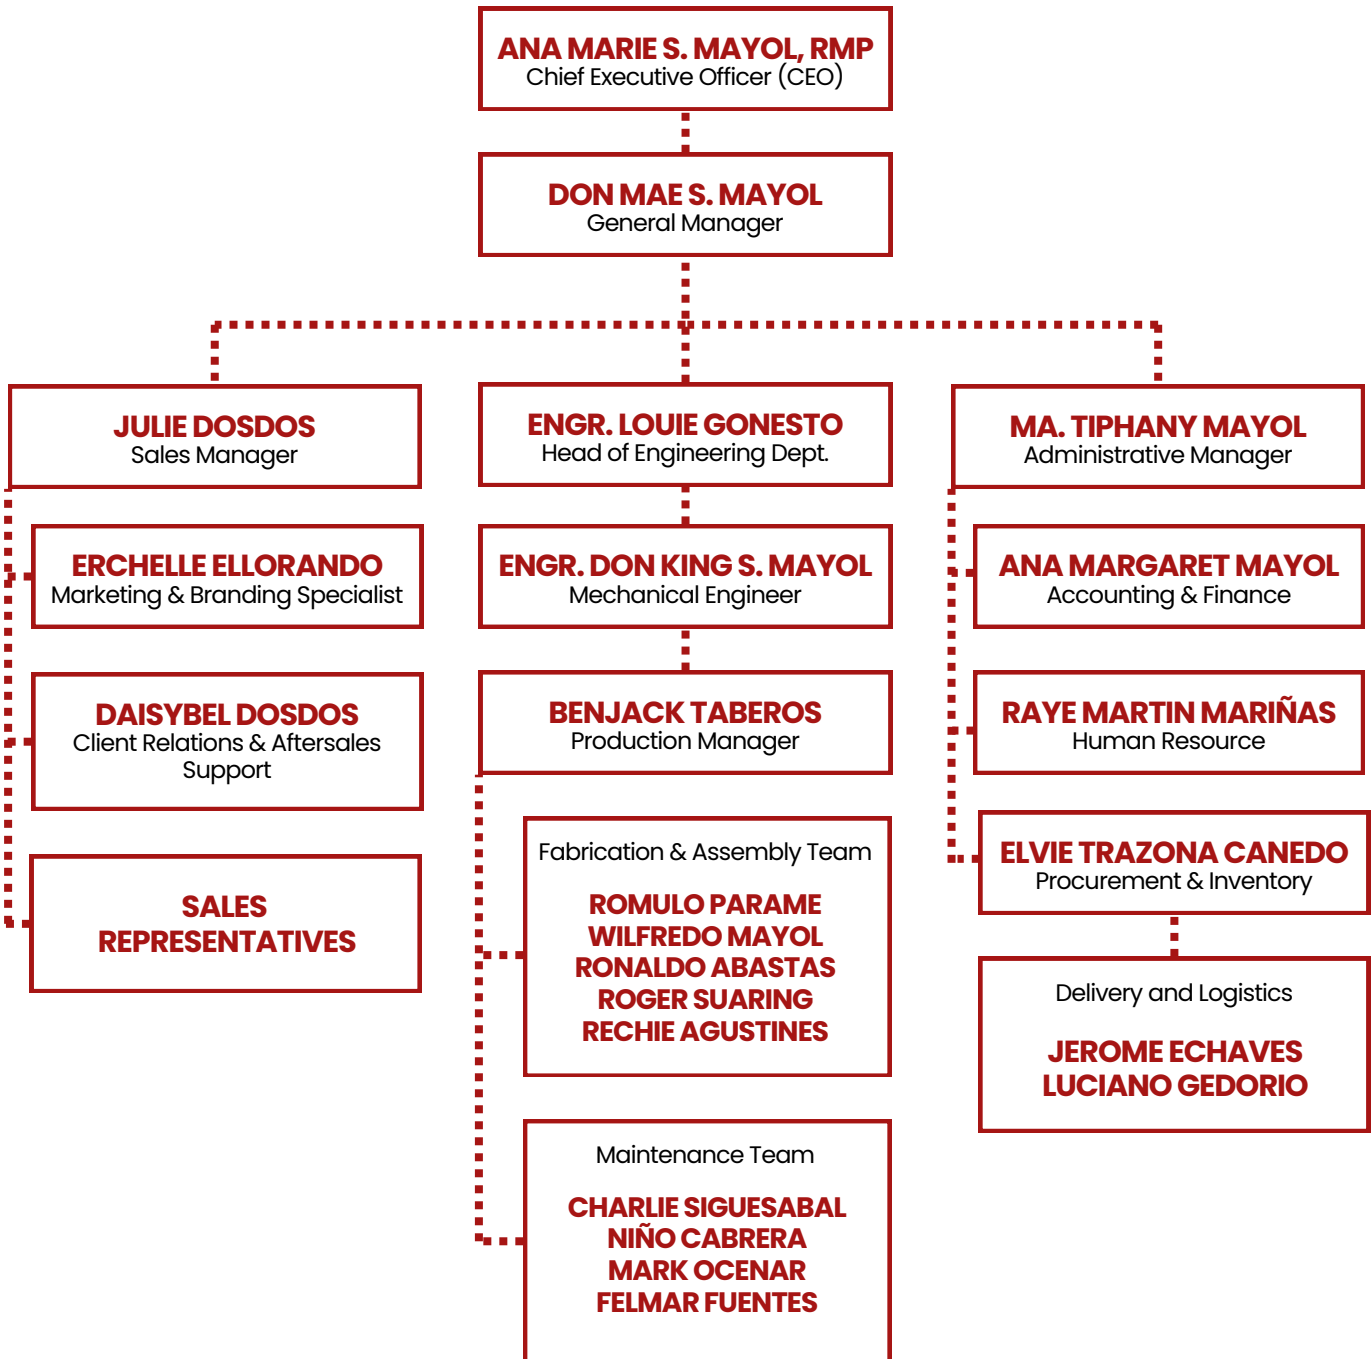 ANA MARIE S. MAYOL, RMP
Chief Executive Officer (CEO)
DON MAE S. MAYOL
General Manager
JULIE DOSDOS
Sales Manager
ERCHELLE ELLORANDO
Marketing & Branding Specialist
DAISYBEL DOSDOS
Client Relations & Aftersales
Support
SALES
REPRESENTATIVES
ENGR. LOUIE GONESTO
Head of Engineering Dept.
ENGR. DON KING S. MAYOL
Mechanical Engineer
BENJACK TABEROS
Production Manager
Fabrication & Assembly Team
ROMULO PARAME
WILFREDO MAYOL
RONALDO ABASTAS
ROGER SUARING
RECHIE AGUSTINES
Maintenance Team
CHARLIE SIGUESABAL
NIÑO CABRERA
MARK OCENAR
FELMAR FUENTES
MA. TIPHANY MAYOL
Administrative Manager
ANA MARGARET MAYOL
Accounting & Finance
RAYE MARTIN MARIÑAS
Human Resource
ELVIE TRAZONA CANEDO
Procurement & Inventory
Delivery and Logistics
JEROME ECHAVES
LUCIANO GEDORIO